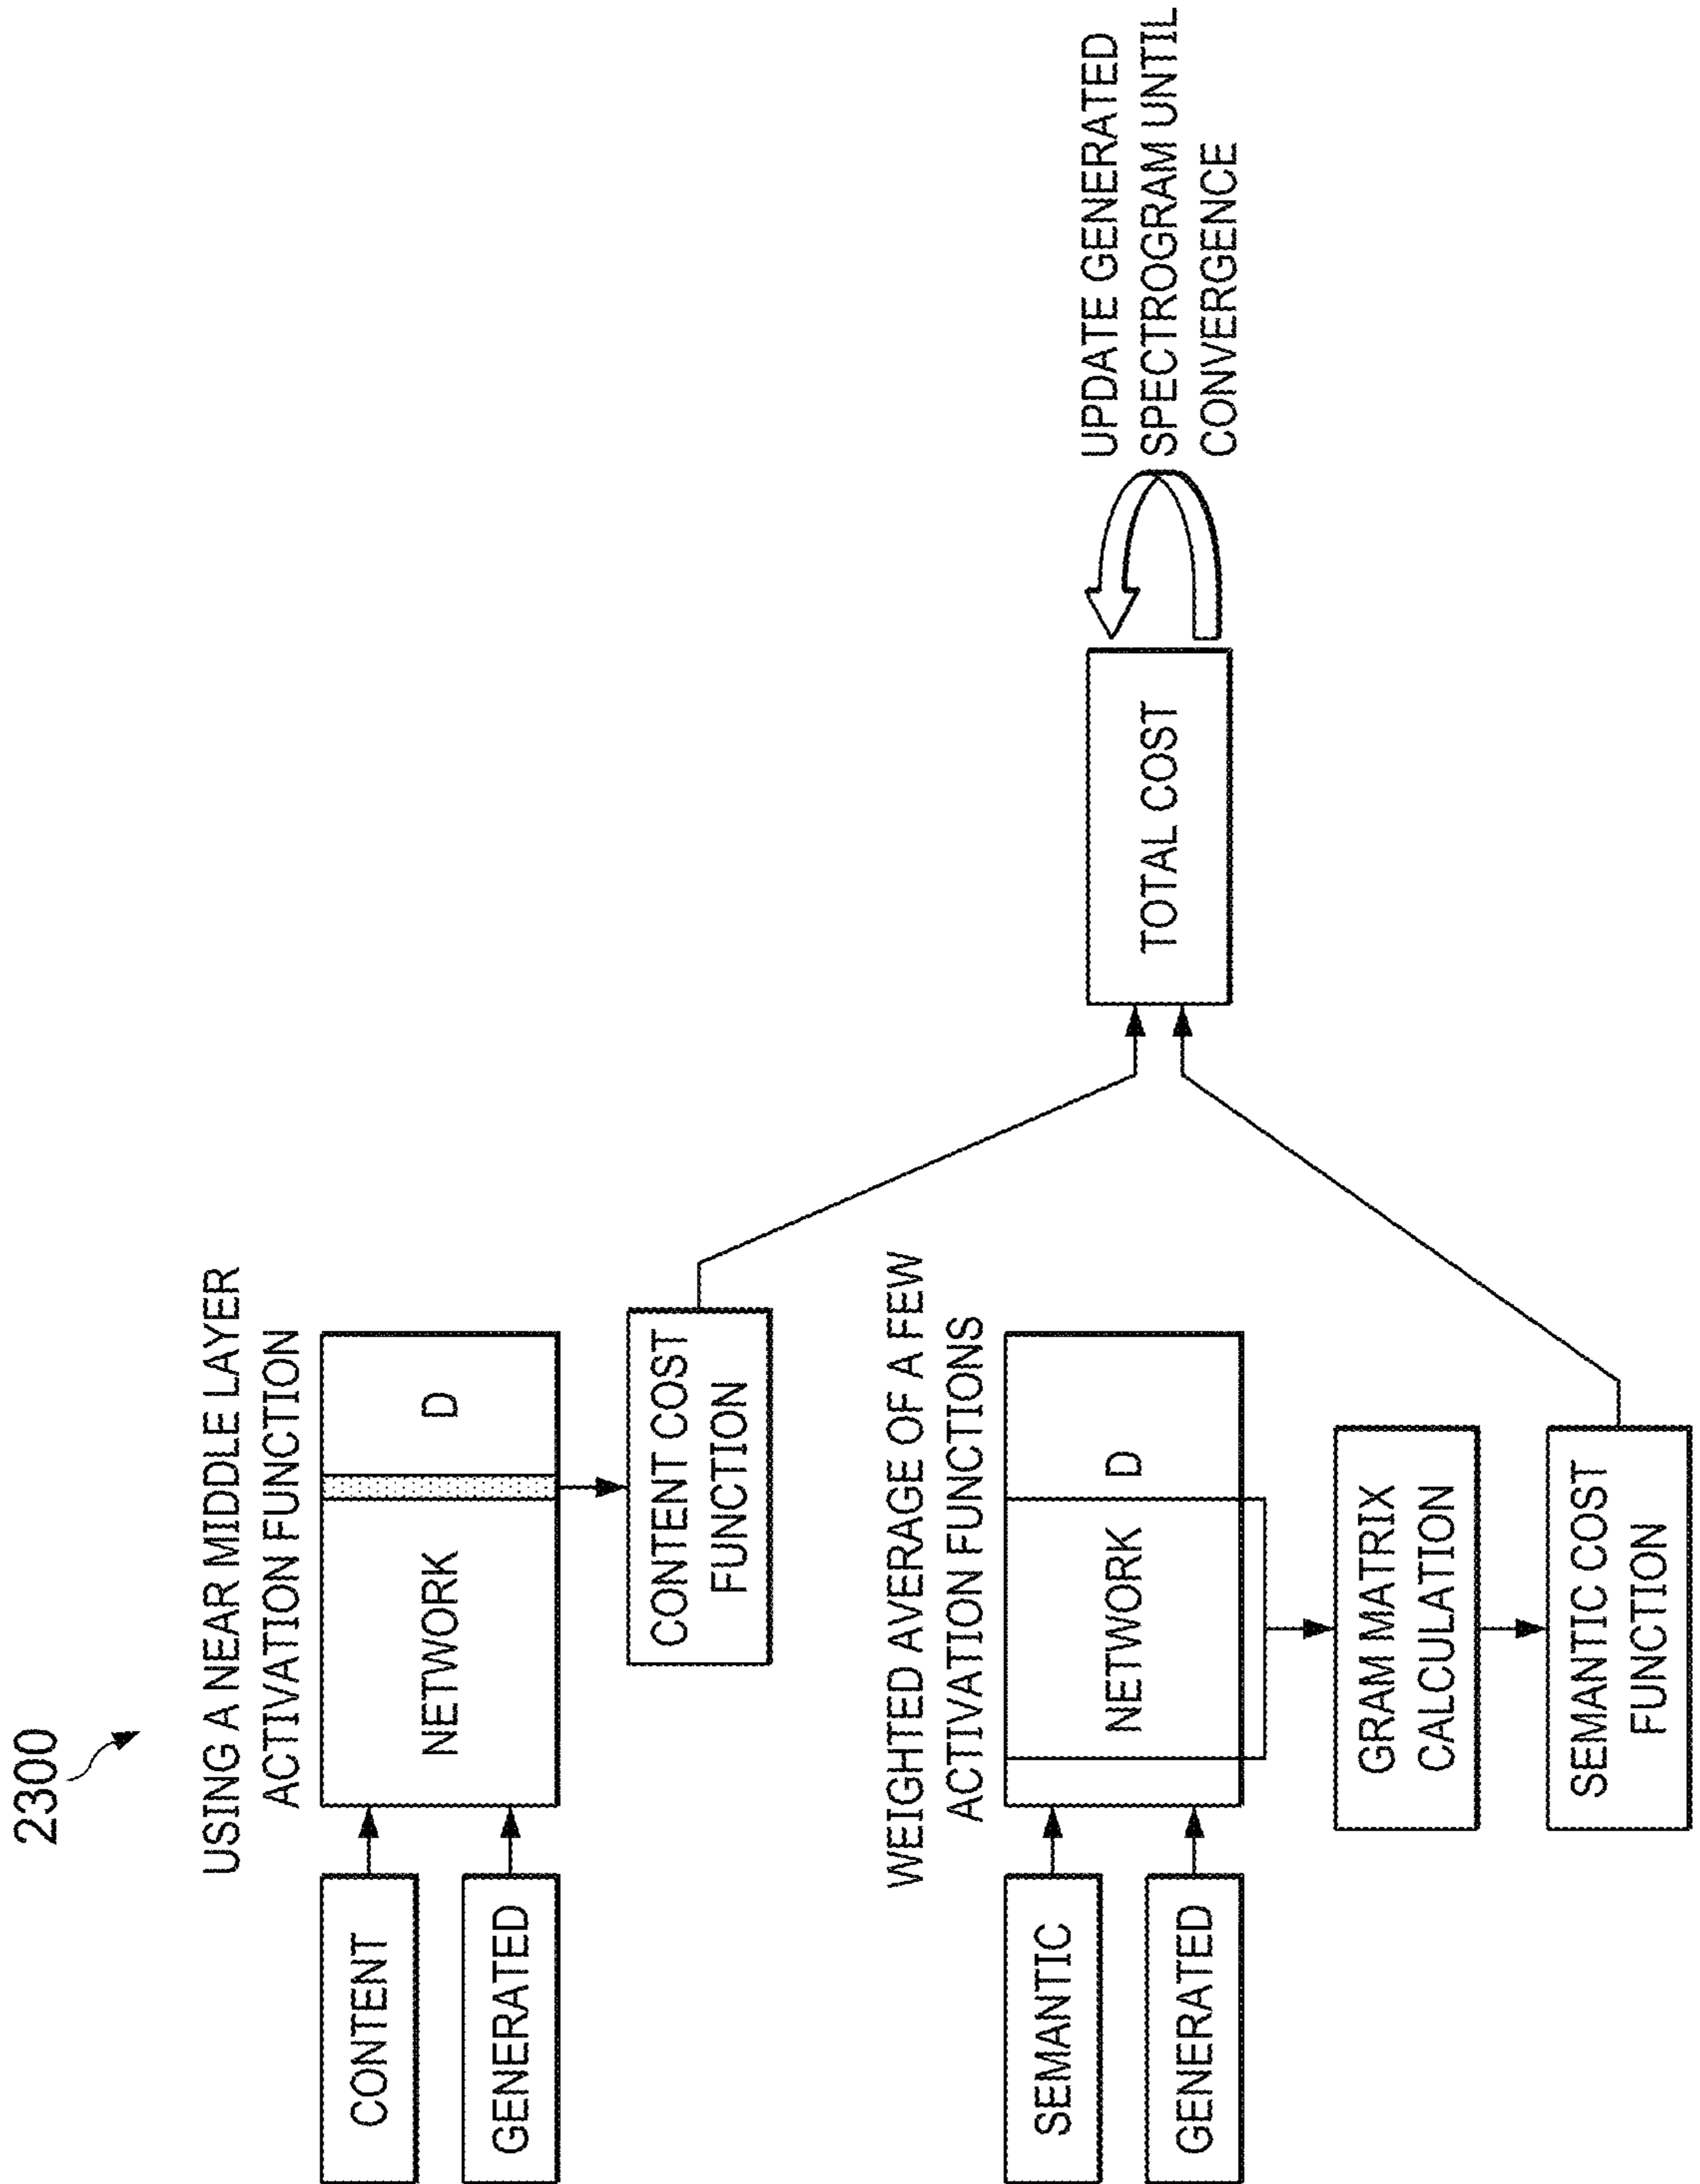 2300
USING A NEAR MIDDLE LAYER
ACTIVATION FUNCTION
CONTENT
GENERATED
NETWORK
D
CONTENT COST
FUNCTION
WEIGHTED AVERAGE OF A FEW
ACTIVATION FUNCTIONS
SEMANTIC
GENERATED
NETWORK
D
GRAM MATRIX
CALCULATION
SEMANTIC COST
FUNCTION
TOTAL COST
UPDATE GENERATED
SPECTROGRAM UNTIL
CONVERGENCE